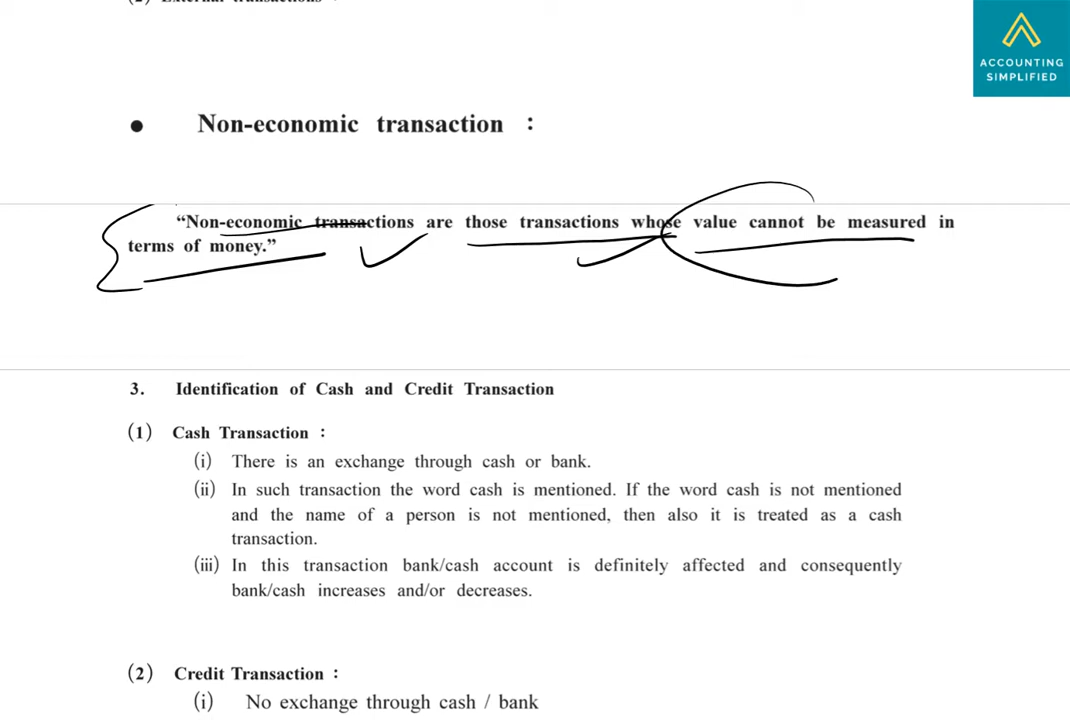 (2) External transactions :
ACCOUNTING
SIMPLIFIED
● Non-economic transaction :
“Non-economic transactions are those transactions whose value cannot be measured in
terms of money.”
3. Identification of Cash and Credit Transaction
(1) Cash Transaction :
(i) There is an exchange through cash or bank.
(ii) In such transaction the word cash is mentioned. If the word cash is not mentioned
and the name of a person is not mentioned, then also it is treated as a cash
transaction.
(iii) In this transaction bank/cash account is definitely affected and consequently
bank/cash increases and/or decreases.
(2) Credit Transaction :
(i) No exchange through cash / bank